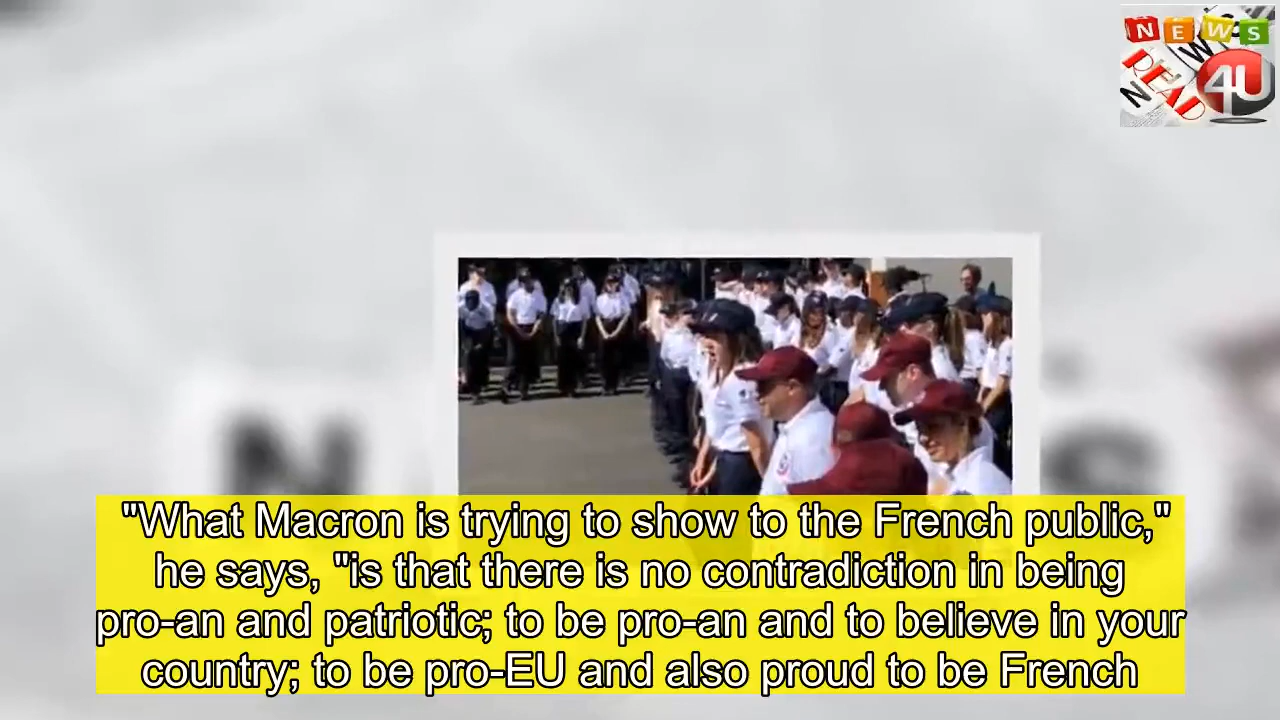 NEWS
READ
N
4U
"What Macron is trying to show to the French public,"
he says, "is that there is no contradiction in being
pro-an and patriotic; to be pro-an and to believe in your
country; to be pro-EU and also proud to be French